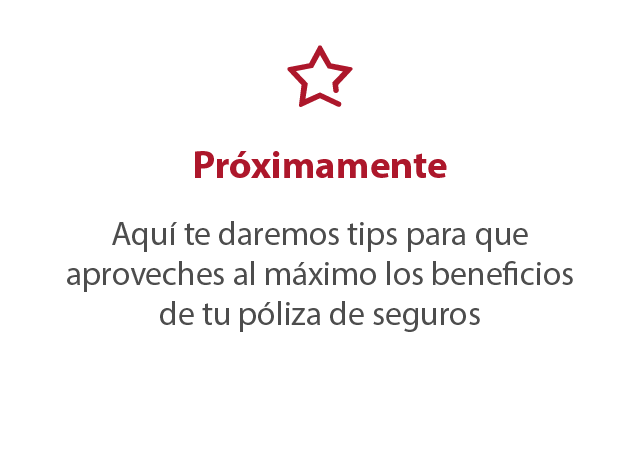 Próximamente
Aquí te daremos tips para que
aproveches al máximo los beneficios
de tu póliza de seguros